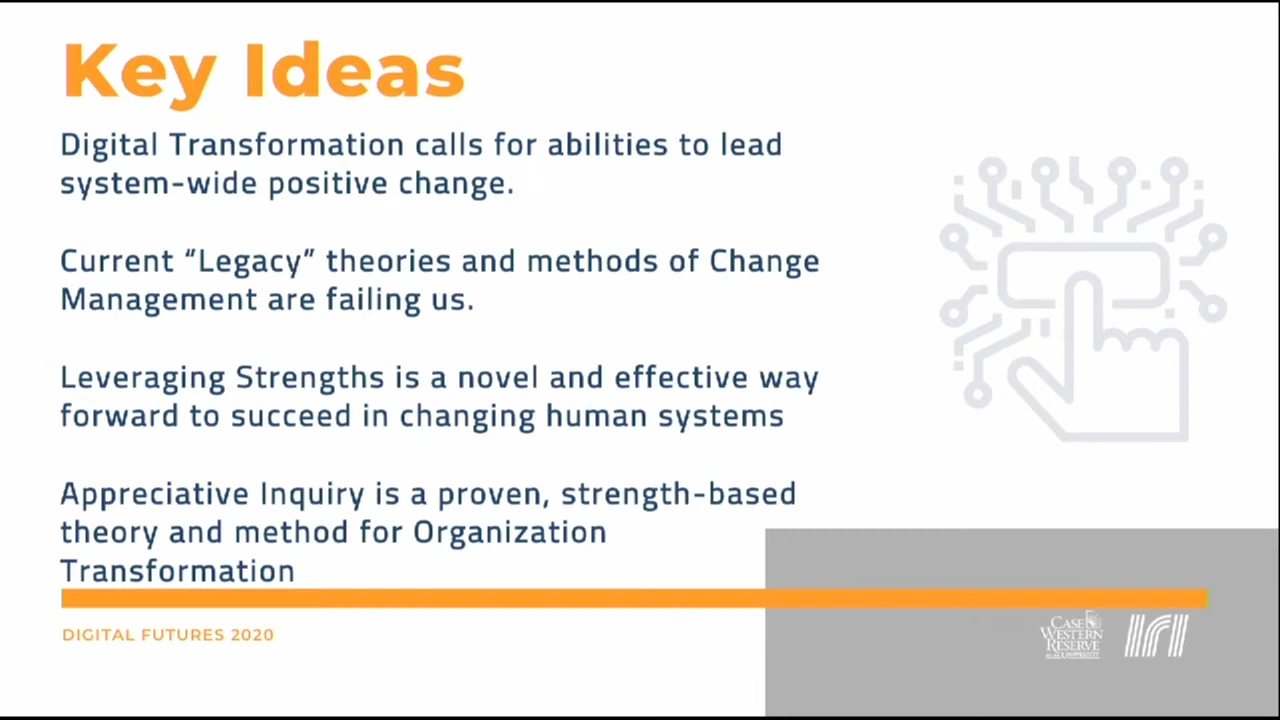 Key Ideas
Digital Transformation calls for abilities to lead
system-wide positive change.
Current “Legacy” theories and methods of Change
Management are failing us.
Leveraging Strengths is a novel and effective way
forward to succeed in changing human systems
Appreciative Inquiry is a proven, strength-based
theory and method for Organization
Transformation
DIGITAL FUTURES 2020
CASE
WESTERN
RESERVE
UNIVERSITY